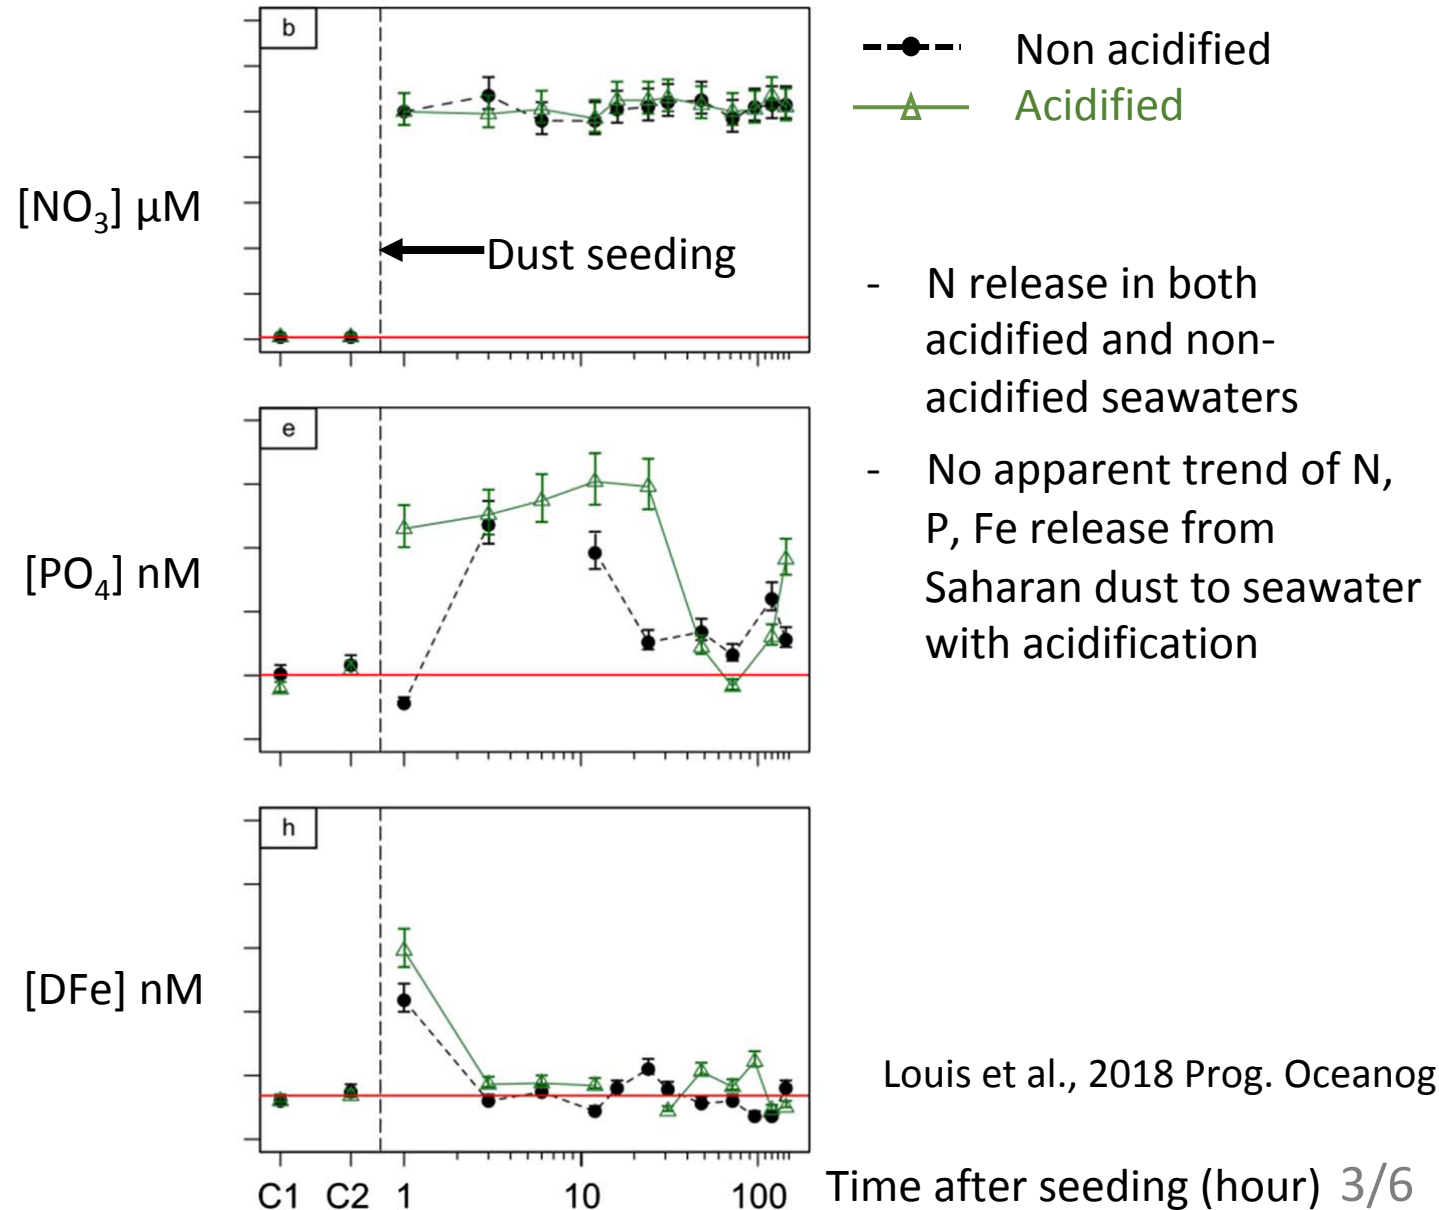 b
Non acidified
Acidified
[NO₃] μM
Dust seeding
- N release in both
acidified and non-
acidified seawaters
- No apparent trend of N,
P, Fe release from
Saharan dust to seawater
with acidification
e
[PO₄] nM
h
[DFe] nM
Louis et al., 2018 Prog. Oceanog
C1 C2 1 10 100
Time after seeding (hour) 3/6